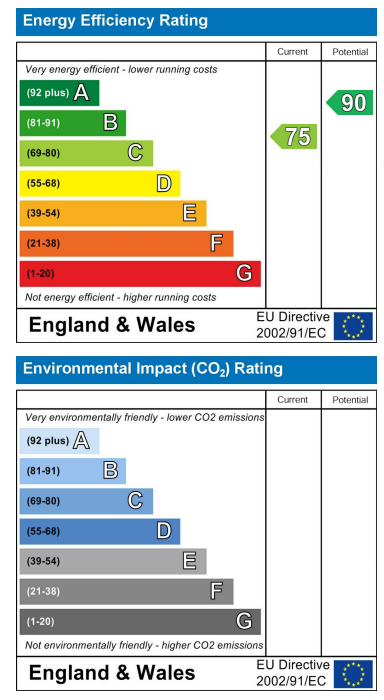 Energy Efficiency Rating
Current Potential
Very energy efficient - lower running costs
(92 plus) A
90
(81-91) B
75
(69-80) C
(55-68) D
(39-54) E
(21-38) F
(1-20) G
Not energy efficient - higher running costs
England & Wales
EU Directive
2002/91/EC
Environmental Impact (CO₂) Rating
Current Potential
Very environmentally friendly - lower CO2 emissions
(92 plus) A
(81-91) B
(69-80) C
(55-68) D
(39-54) E
(21-38) F
(1-20) G
Not environmentally friendly - higher CO2 emissions
England & Wales
EU Directive
2002/91/EC